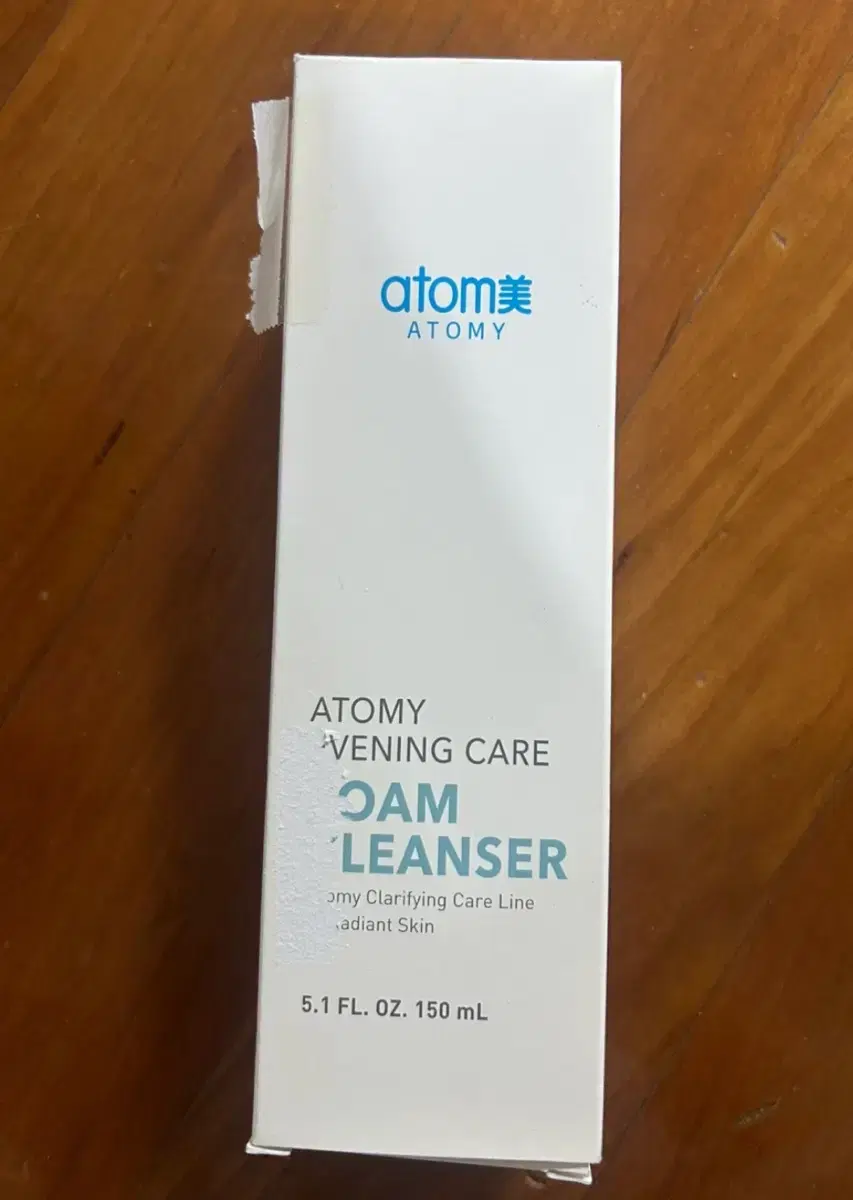 atom美
ATOMY
ATOMY
VENING CARE
OAM
LEANSER
omy Clarifying Care Line
adiant Skin
5.1 FL. OZ. 150 mL